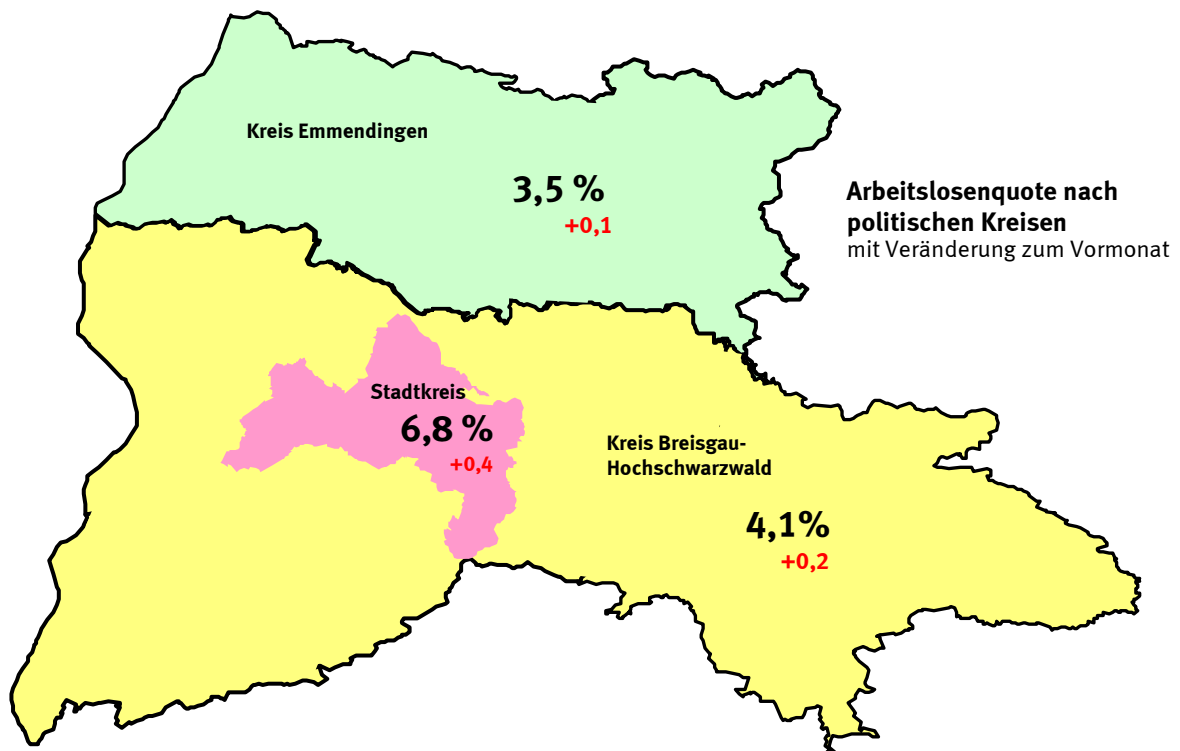 Kreis Emmendingen
3,5 %
+0,1
Arbeitslosenquote nach
politischen Kreisen
mit Veränderung zum Vormonat
Stadtkreis
6,8 %
+0,4
Kreis Breisgau-
Hochschwarzwald
4,1%
+0,2